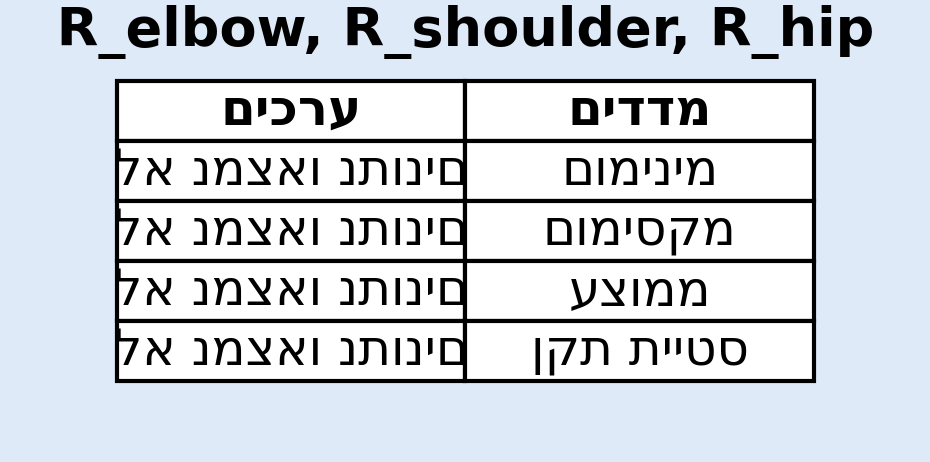 R_elbow, R_shoulder, R_hip
מדדים ערכים
מינימום לא נמצאו נתונים
מקסימום לא נמצאו נתונים
ממוצע לא נמצאו נתונים
סטיית תקן לא נמצאו נתונים